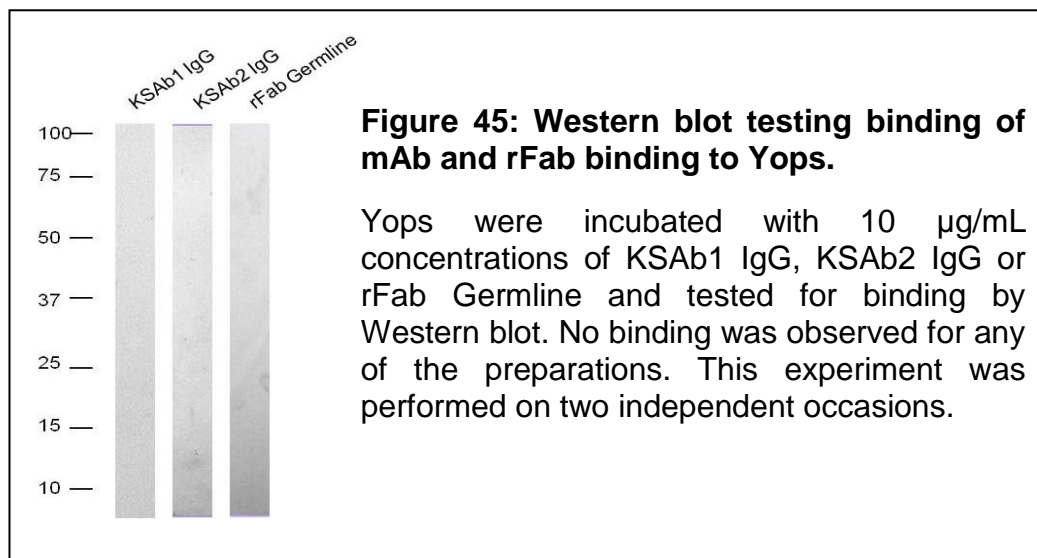 KSAb1 IgG
KSAb2 IgG
rFab Germline
100
75
50
37
25
15
10
Figure 45: Western blot testing binding of
mAb and rFab binding to Yops.
Yops were incubated with 10 µg/mL
concentrations of KSAb1 IgG, KSAb2 IgG or
rFab Germline and tested for binding by
Western blot. No binding was observed for any
of the preparations. This experiment was
performed on two independent occasions.